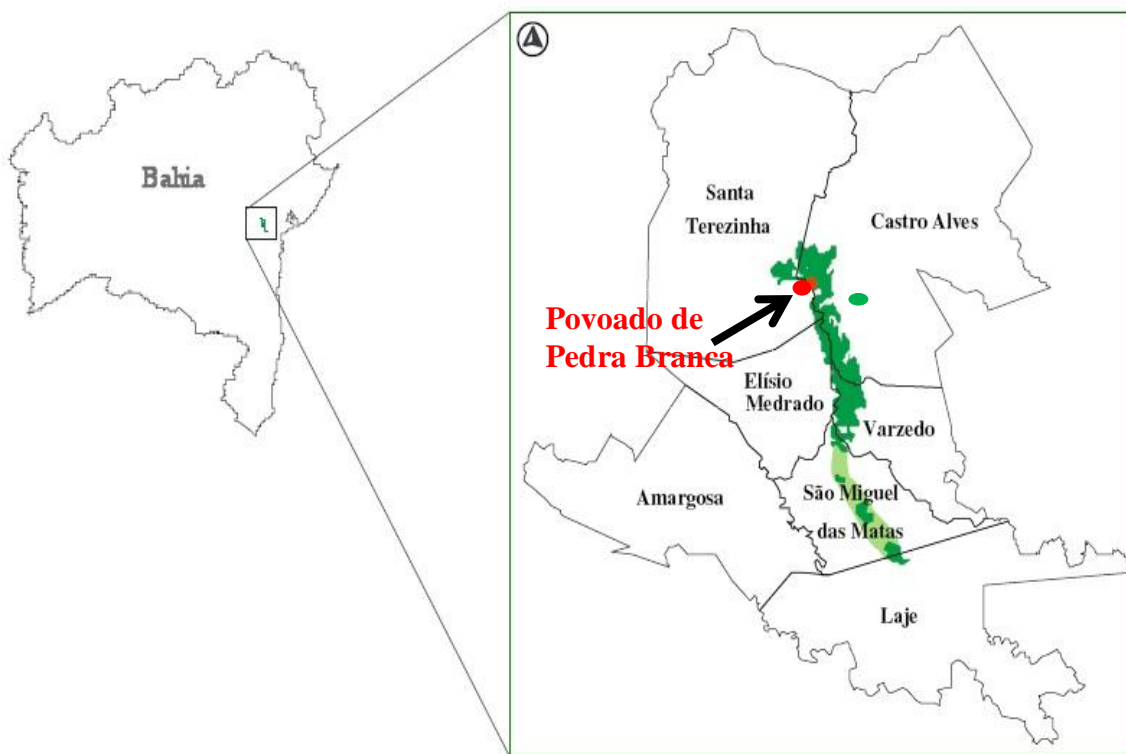 Bahia
Santa
Terezinha
Castro Alves
Povoado de
Pedra Branca
Elísio
Medrado
Varzedo
Amargosa
São Miguel
das Matas
Laje